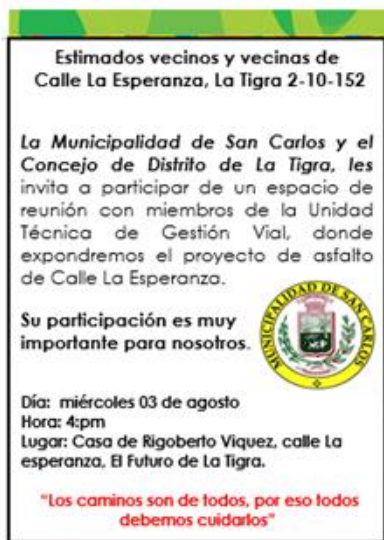 Estimados vecinos y vecinas de
Calle La Esperanza, La Tigra 2-10-152
La Municipalidad de San Carlos y el
Concejo de Distrito de La Tigra, les
invita a participar de un espacio de
reunión con miembros de la Unidad
Técnica de Gestión Vial, donde
expondremos el proyecto de asfalto
de Calle La Esperanza.
Su participación es muy
importante para nosotros.
MUNICIPALIDAD DE SAN CARLOS
Día: miércoles 03 de agosto
Hora: 4:pm
Lugar: Casa de Rigoberto Viquez, calle La
esperanza, El Futuro de La Tigra.
“Los caminos son de todos, por eso todos
debemos cuidarlos”